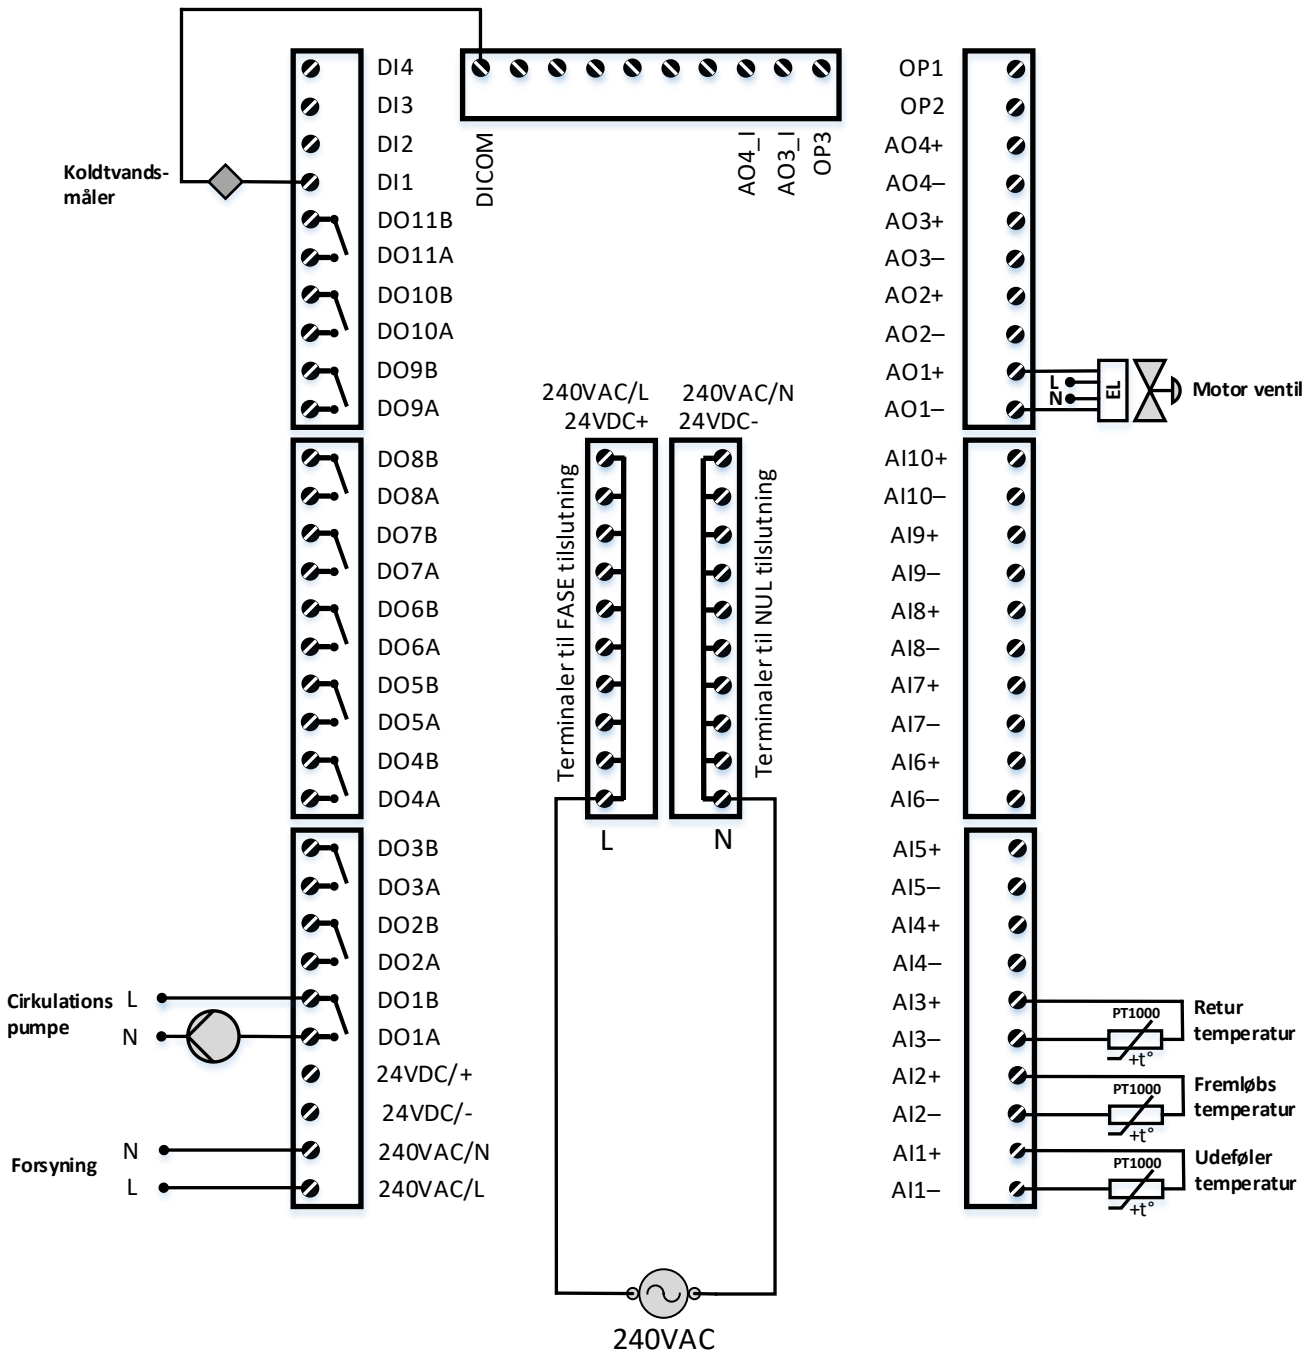 DI4
DI3
DI2
DI1
DO11B
DO11A
DO10B
DO10A
DO9B
DO9A
Koldtvands-
måler
DICOM
AO4_I
AO3_I
OP3
OP1
OP2
AO4+
AO4–
AO3+
AO3–
AO2+
AO2–
AO1+
AO1–
L
N
EL
Motor ventil
DO8B
DO8A
DO7B
DO7A
DO6B
DO6A
DO5B
DO5A
DO4B
DO4A
240VAC/L
24VDC+
240VAC/N
24VDC-
Terminaler til FASE tilslutning
Terminaler til NUL tilslutning
L
N
AI10+
AI10–
AI9+
AI9–
AI8+
AI8–
AI7+
AI7–
AI6+
AI6–
DO3B
DO3A
DO2B
DO2A
DO1B
DO1A
24VDC/+
24VDC/-
240VAC/N
240VAC/L
Cirkulations
pumpe
L
N
Forsyning
N
L
AI5+
AI5–
AI4+
AI4–
AI3+
AI3–
AI2+
AI2–
AI1+
AI1–
PT1000
+t°
Retur
temperatur
PT1000
+t°
Fremløbs
temperatur
PT1000
+t°
Udeføler
temperatur
240VAC